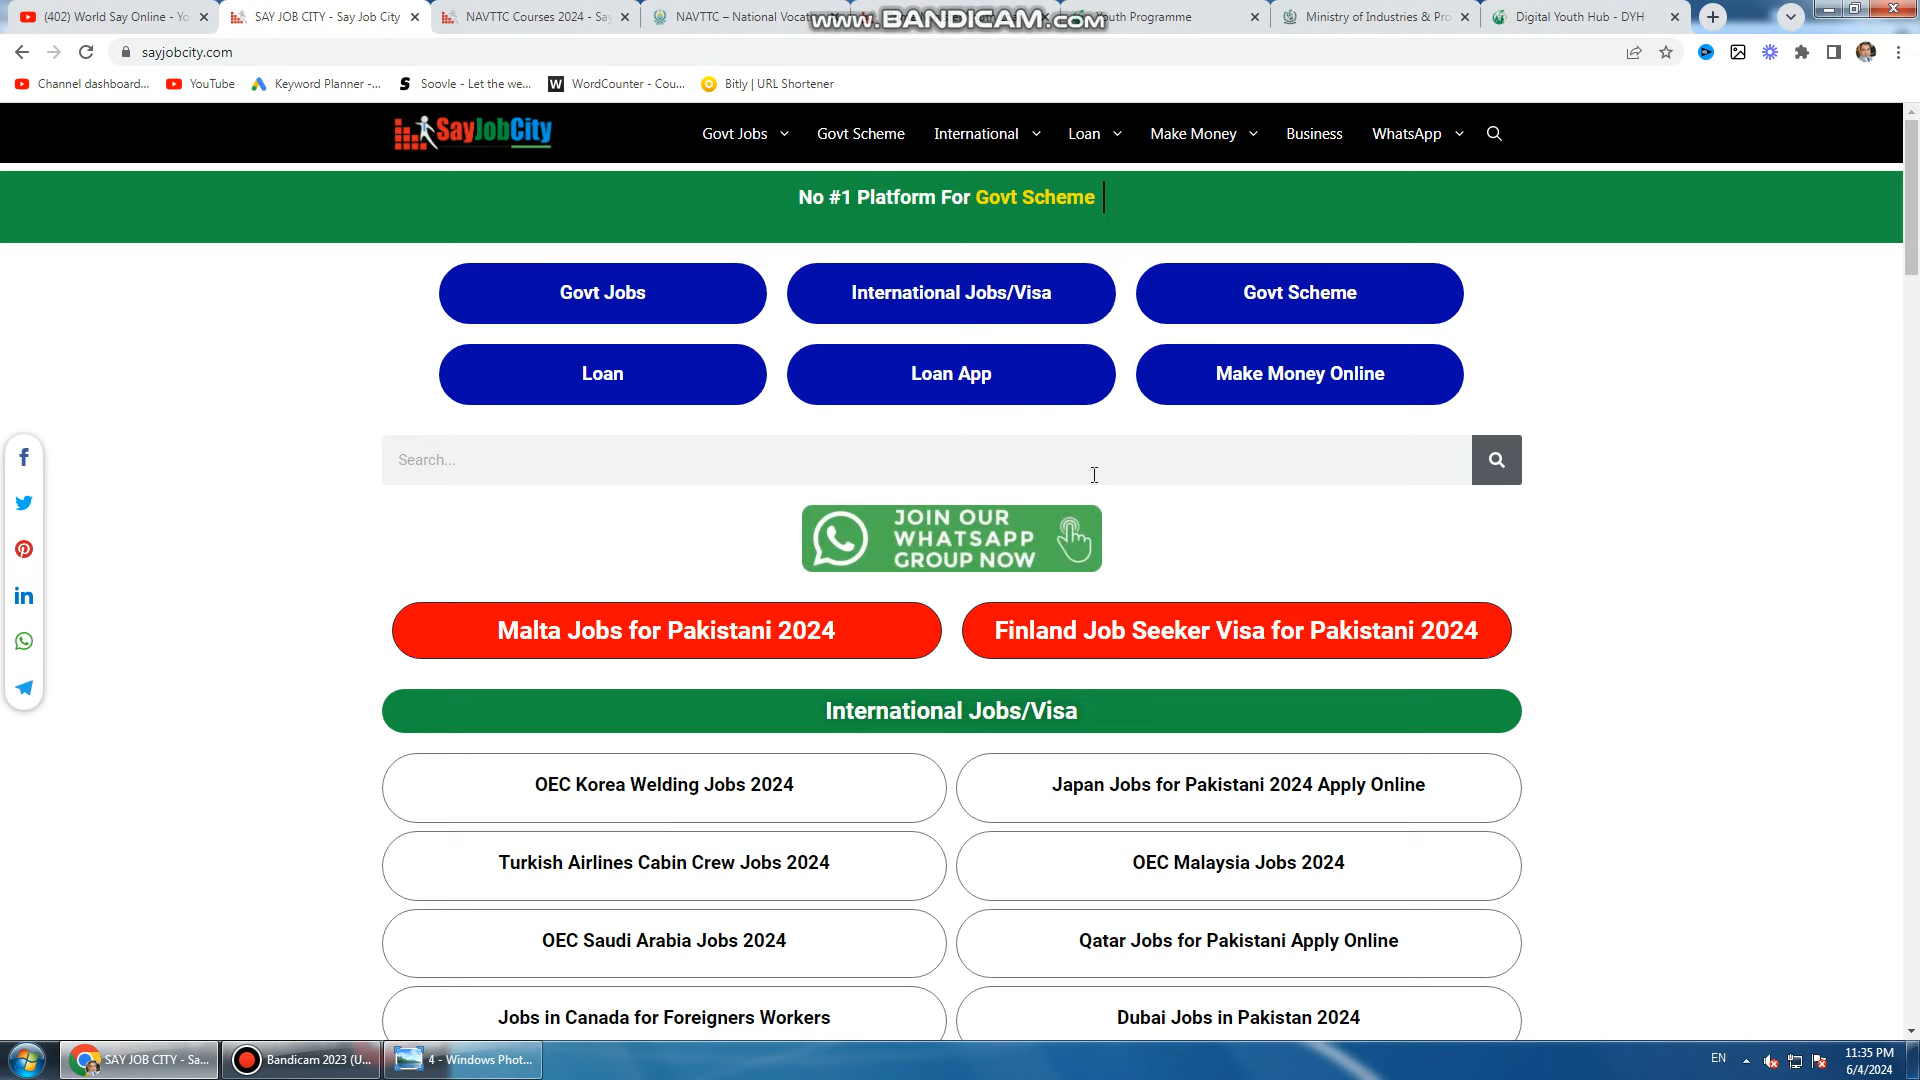 (402) World Say Online - Yo
SAY JOB CITY - Say Job City
NAVTTC Courses 2024 - Sa
NAVTTC – National Vocat
www.BANDICAM.com
Youth Programme
Ministry of Industries & Pro
Digital Youth Hub - DYH
sayjobcity.com
Channel dashboard...
YouTube
Keyword Planner -...
Soovle - Let the we...
WordCounter - Cou...
Bitly | URL Shortener
SayJobCity
Govt Jobs
Govt Scheme
International
Loan
Make Money
Business
WhatsApp
No #1 Platform For Govt Scheme
Govt Jobs
International Jobs/Visa
Govt Scheme
Loan
Loan App
Make Money Online
Search...
JOIN OUR
WHATSAPP
GROUP NOW
Malta Jobs for Pakistani 2024
Finland Job Seeker Visa for Pakistani 2024
International Jobs/Visa
OEC Korea Welding Jobs 2024
Japan Jobs for Pakistani 2024 Apply Online
Turkish Airlines Cabin Crew Jobs 2024
OEC Malaysia Jobs 2024
OEC Saudi Arabia Jobs 2024
Qatar Jobs for Pakistani Apply Online
Jobs in Canada for Foreigners Workers
Dubai Jobs in Pakistan 2024
SAY JOB CITY - Sa...
Bandicam 2023 (U...
4 - Windows Phot...
EN
11:35 PM
6/4/2024